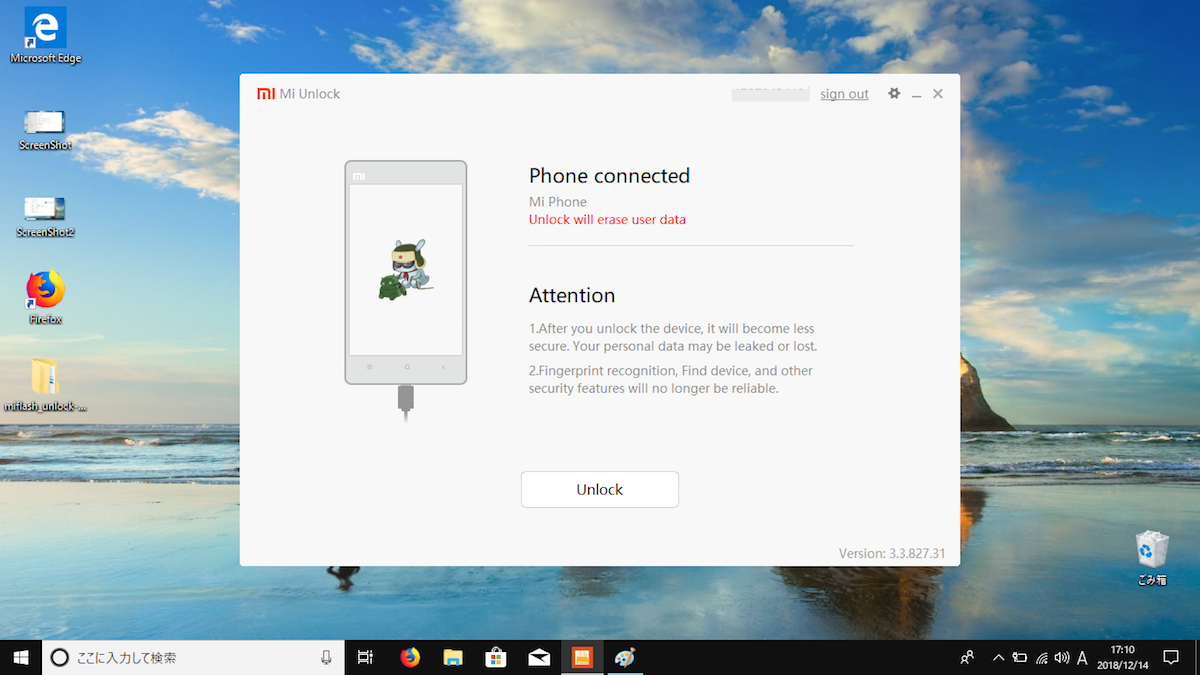 Microsoft Edge
ScreenShot
ScreenShot2
Firefox
miflash_unlock-...
Mi Unlock
sign out
Phone connected
Mi Phone
Unlock will erase user data
Attention
1.After you unlock the device, it will become less
secure. Your personal data may be leaked or lost.
2.Fingerprint recognition, Find device, and other
security features will no longer be reliable.
Unlock
Version: 3.3.827.31
ごみ箱
ここに入力して検索
A
17:10
2018/12/14